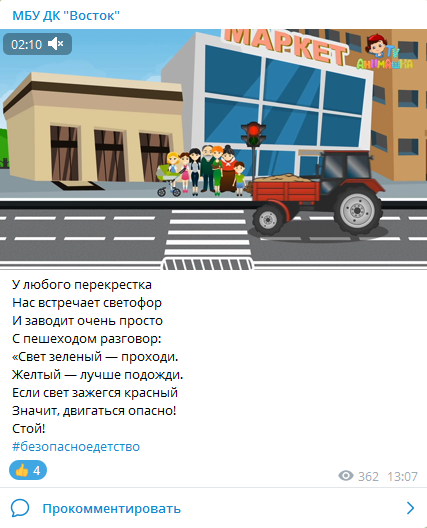 МБУ ДК "Восток"
02:10
МАРКЕТ
TV
АНИМАШКА
У любого перекрестка
Нас встречает светофор
И заводит очень просто
С пешеходом разговор:
«Свет зеленый — проходи.
Желтый — лучше подожди.
Если свет зажегся красный
Значит, двигаться опасно!
Стой!
#безопасноедетство
👍 4
362 13:07
Прокомментировать